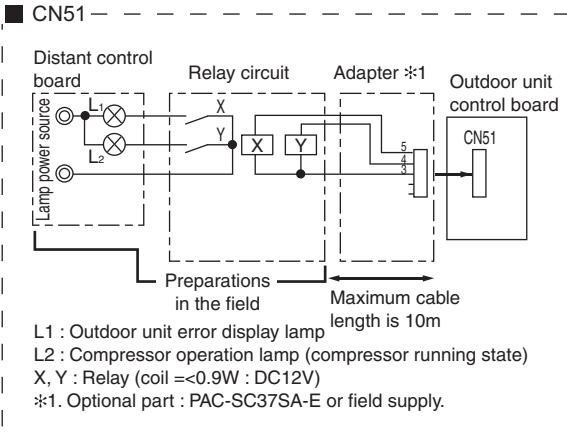 CN51
Distant control
board
Relay circuit
Adapter ✻1
Outdoor unit
control board
Lamp power source
L1
L2
X
Y
X
Y
5
4
3
CN51
Preparations
in the field
Maximum cable
length is 10m
L1 : Outdoor unit error display lamp
L2 : Compressor operation lamp (compressor running state)
X, Y : Relay (coil =<0.9W : DC12V)
✻1. Optional part : PAC-SC37SA-E or field supply.